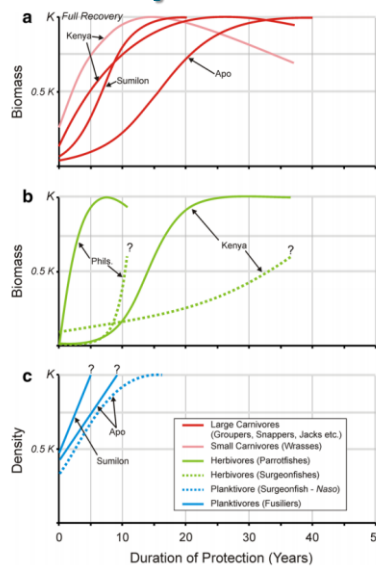 a
K
Full Recovery
Kenya
Sumilon
Apo
0.5 K
Biomass
b
K
?
?
Kenya
Phils.
0.5 K
Biomass
c
K
?
?
Apo
Sumilon
0.5 K
Density
Large Carnivores
(Groupers, Snappers, Jacks etc.)
Small Carnivores (Wrasses)
Herbivores (Parrotfishes)
Herbivores (Surgeonfishes)
Planktivore (Surgeonfish - Naso)
Planktivores (Fusiliers)
0 10 20 30 40
Duration of Protection (Years)